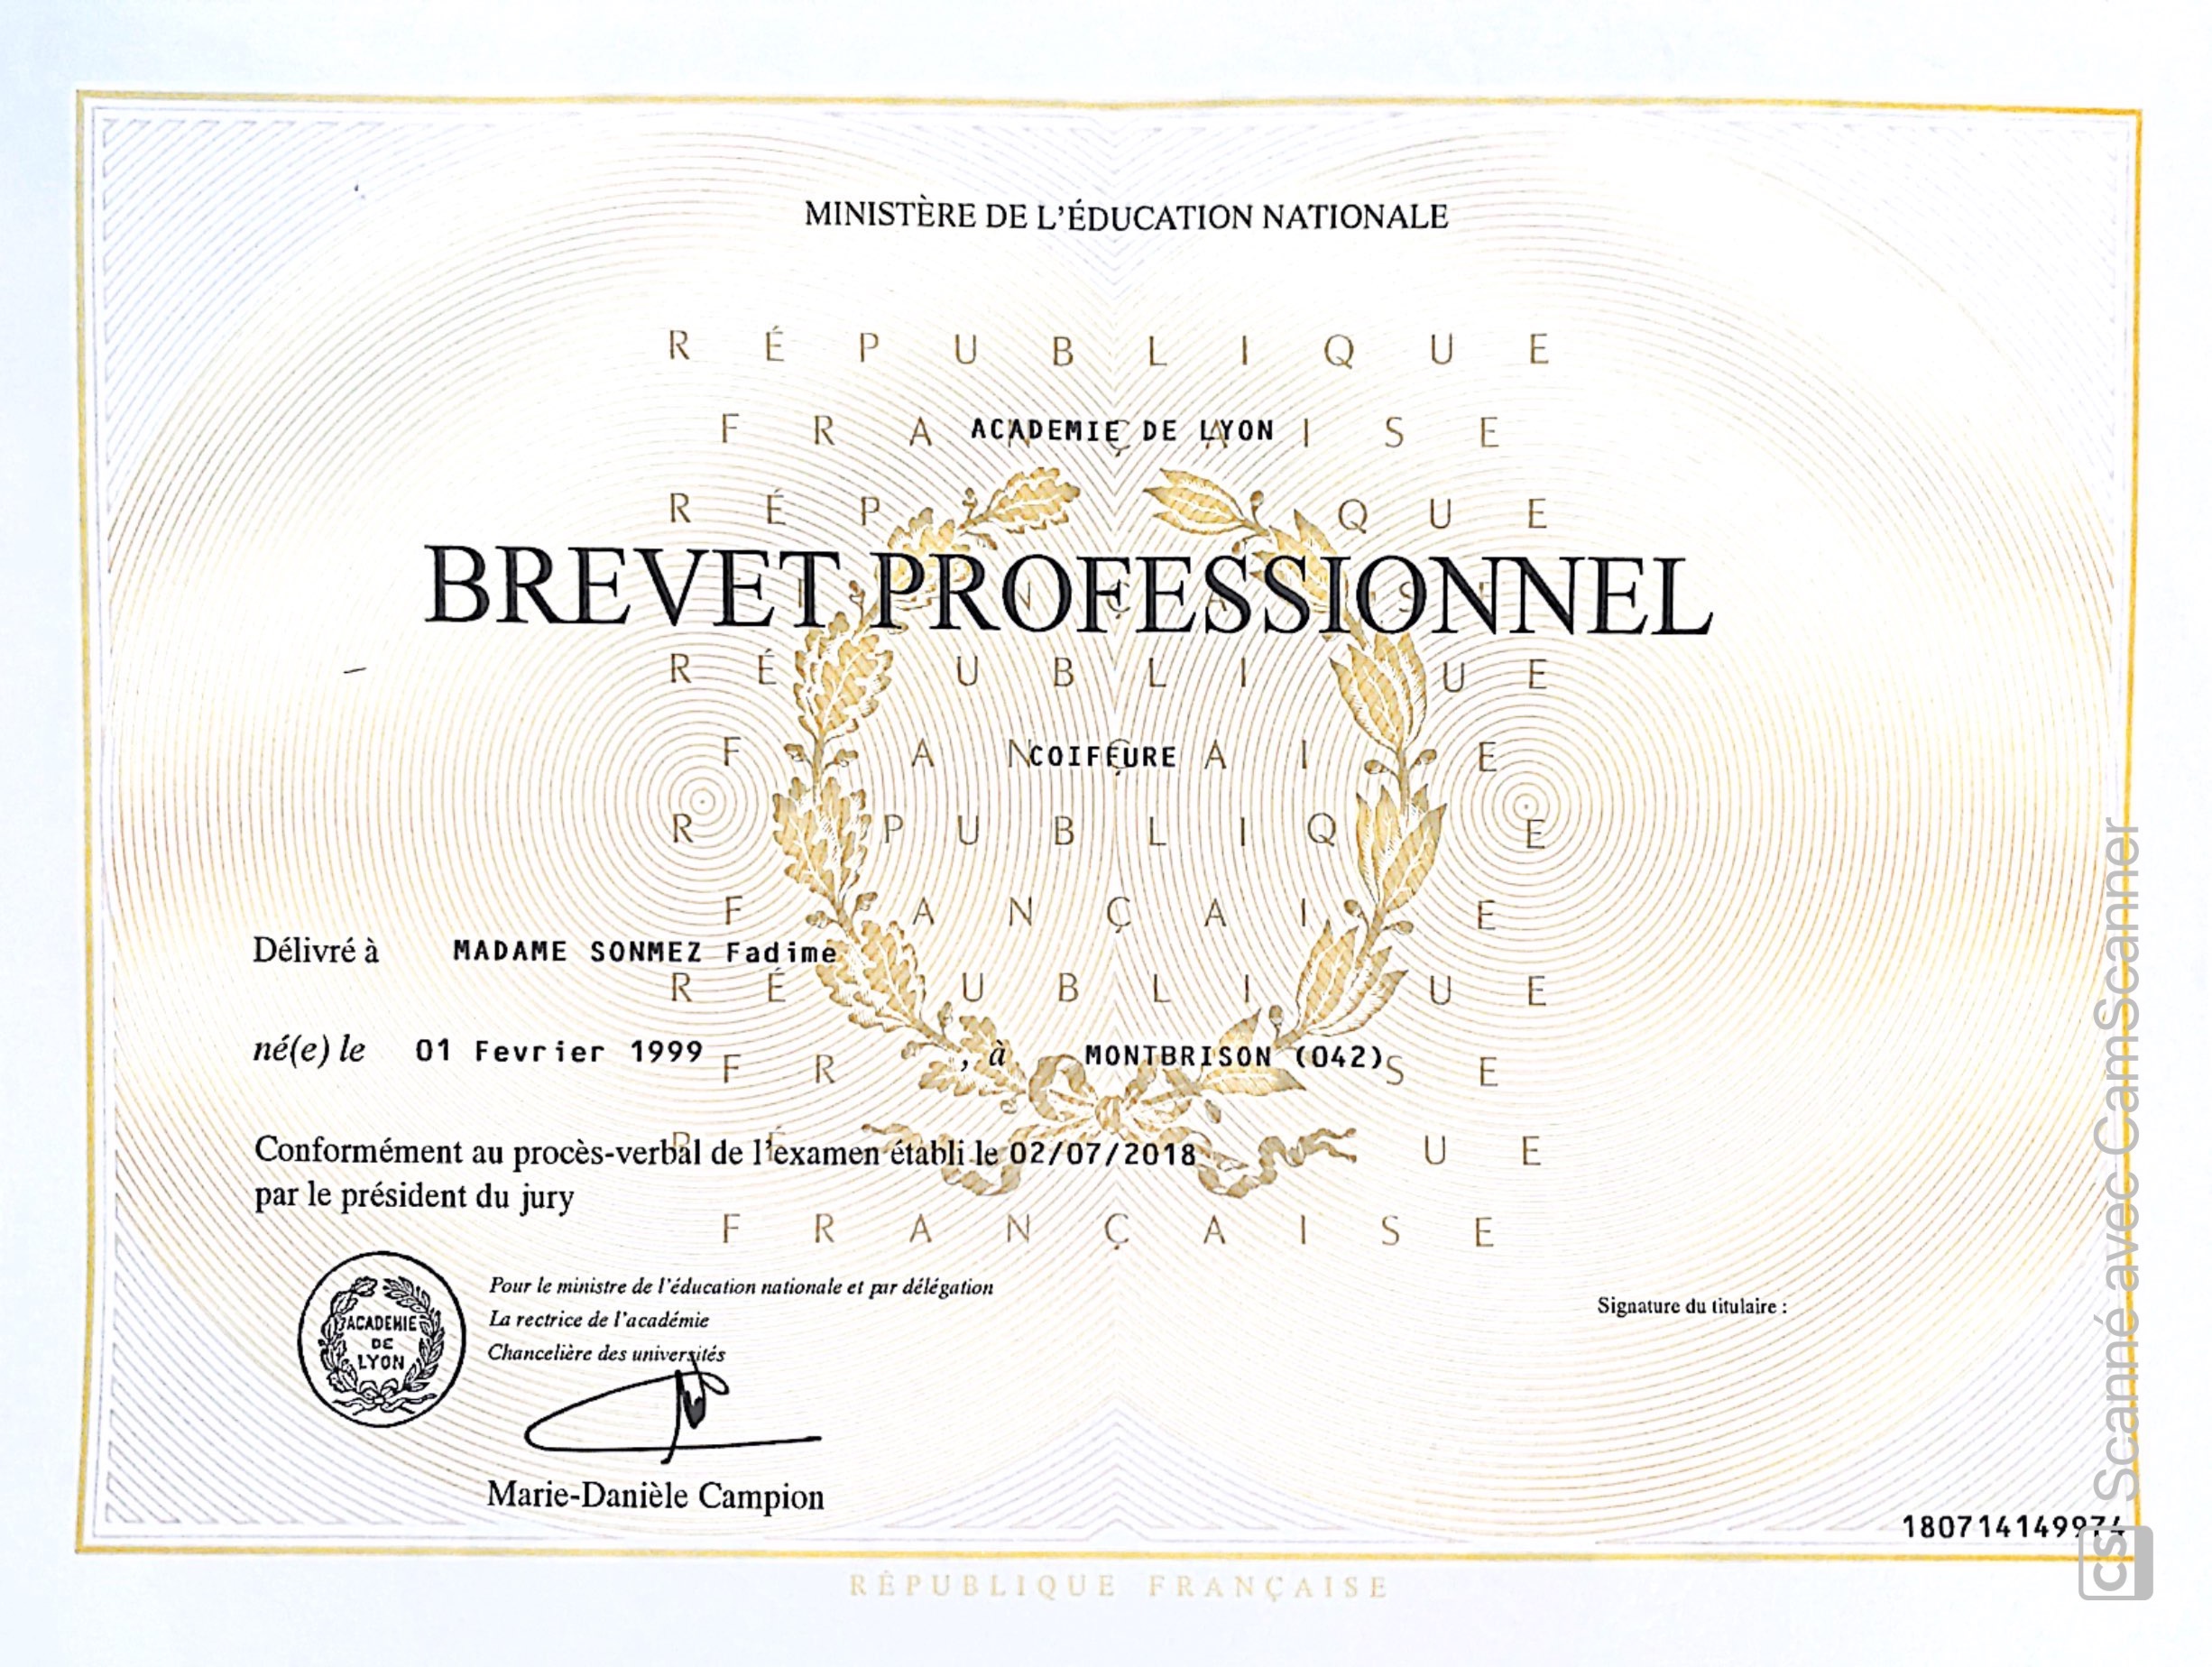 MINISTÈRE DE L'ÉDUCATION NATIONALE
RÉPUBLIQUE
FRANÇAISE
ACADEMIE DE LYON
BREVET PROFESSIONNEL
COIFFURE
Délivré à MADAME SONMEZ Fadime
né(e) le 01 Fevrier 1999 , à MONTBRISON (042)
Conformément au procès-verbal de l'examen établi le 02/07/2018
par le président du jury
ACADEMIE
DE
LYON
Pour le ministre de l'éducation nationale et par délégation
La rectrice de l'académie
Chancelière des universités
Signature du titulaire :
Marie-Danièle Campion
180714149974
RÉPUBLIQUE FRANÇAISE
CS Scanné avec CamScanner